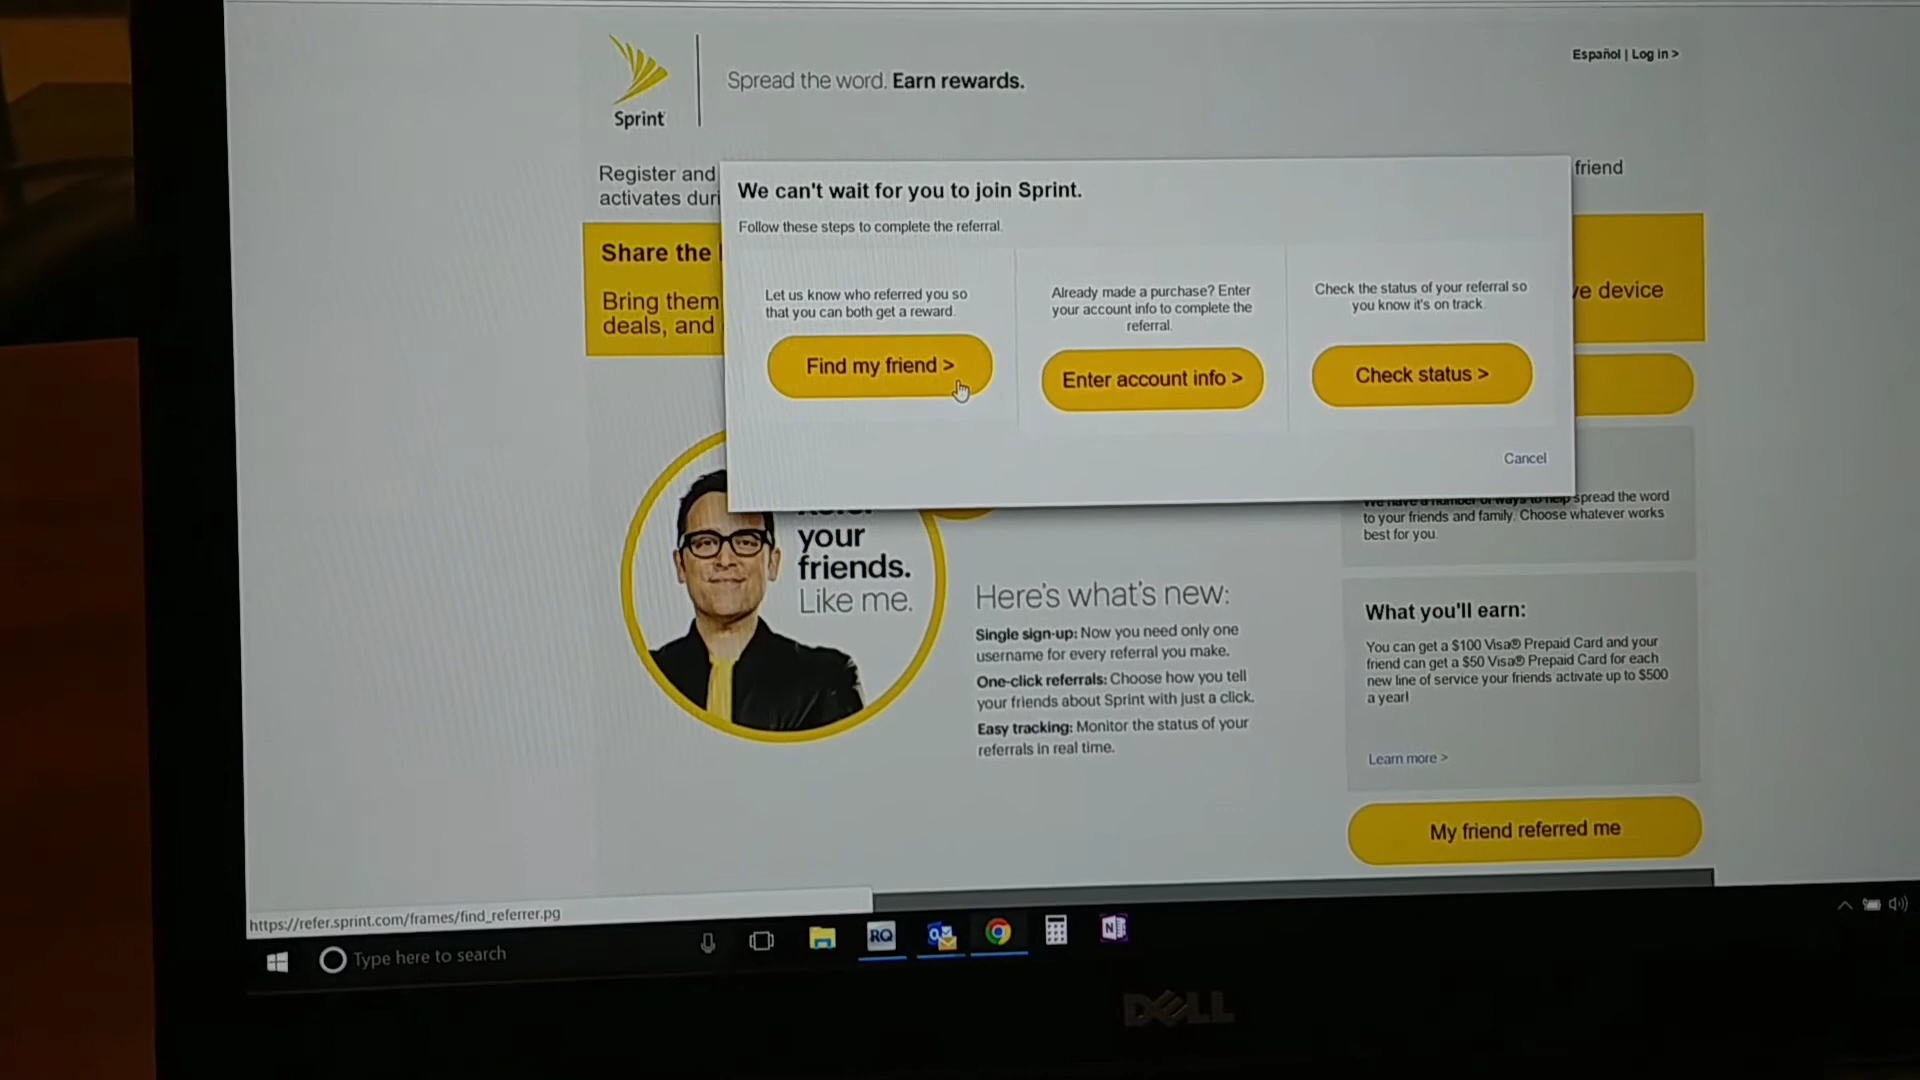 Sprint
Spread the word. Earn rewards.
Español | Log in >
Register and
activates duri
friend
Share the
Bring them
deals, and
ve device
We can't wait for you to join Sprint.
Follow these steps to complete the referral.
Let us know who referred you so
that you can both get a reward.
Find my friend >
Already made a purchase? Enter
your account info to complete the
referral.
Enter account info >
Check the status of your referral so
you know it's on track.
Check status >
Cancel
your
friends.
Like me.
Here's what's new:
Single sign-up: Now you need only one
username for every referral you make.
One-click referrals: Choose how you tell
your friends about Sprint with just a click.
Easy tracking: Monitor the status of your
referrals in real time.
We have a number of ways to help spread the word
to your friends and family. Choose whatever works
best for you.
What you'll earn:
You can get a $100 Visa® Prepaid Card and your
friend can get a $50 Visa® Prepaid Card for each
new line of service your friends activate up to $500
a year!
Learn more >
My friend referred me
https://refer.sprint.com/frames/find_referrer.pg
Type here to search
RQ
N
DELL